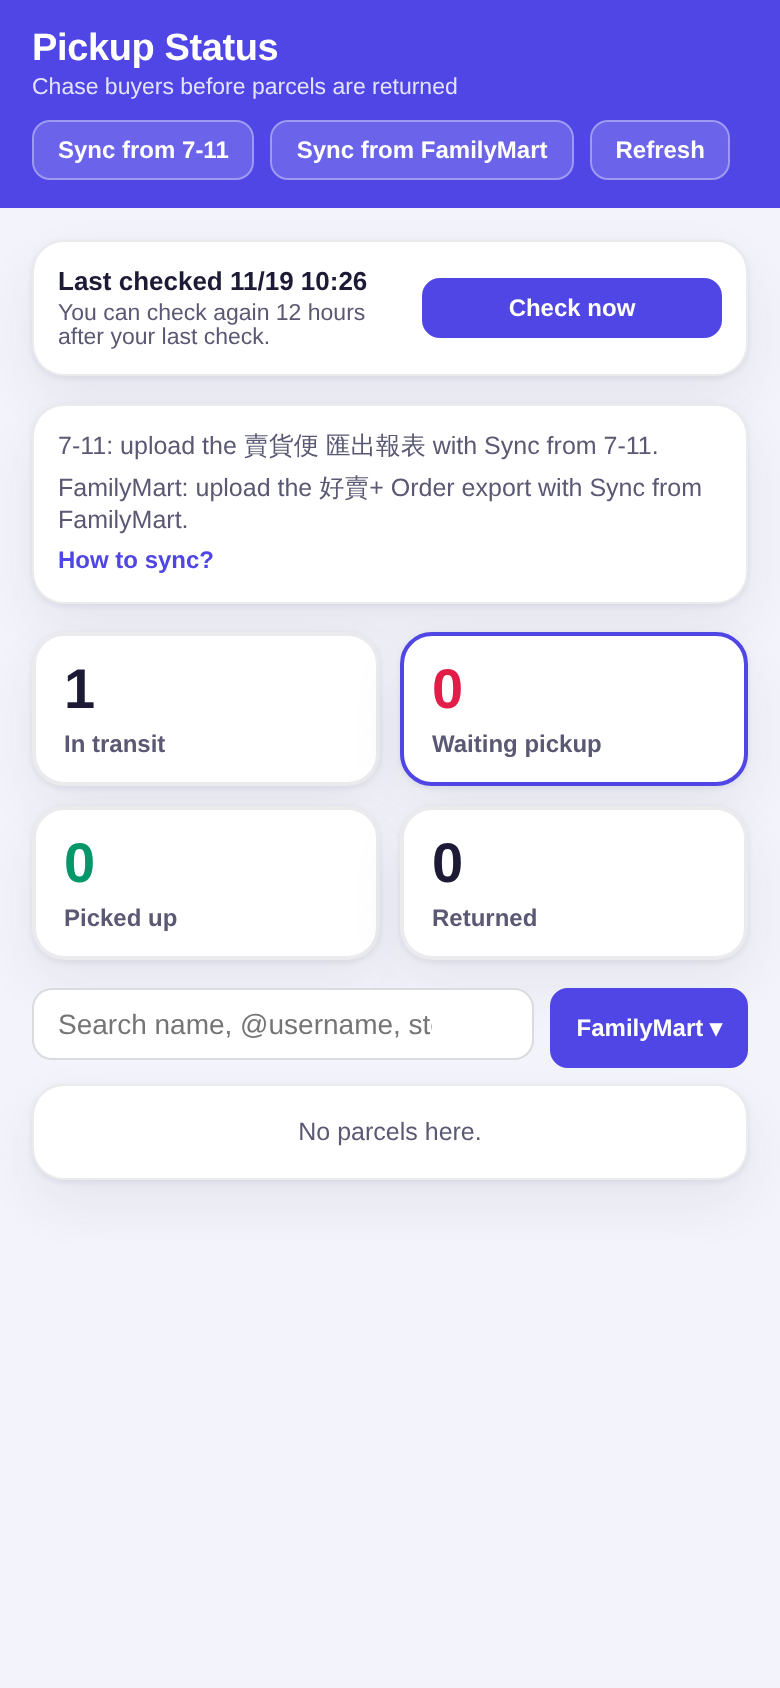 Pickup Status
Chase buyers before parcels are returned
Sync from 7-11
Sync from FamilyMart
Refresh
Last checked 11/19 10:26
You can check again 12 hours
after your last check.
Check now
7-11: upload the 賣貨便 匯出報表 with Sync from 7-11.
FamilyMart: upload the 好賣+ Order export with Sync from
FamilyMart.
How to sync?
1
In transit
0
Waiting pickup
0
Picked up
0
Returned
Search name, @username, st
FamilyMart ▾
No parcels here.